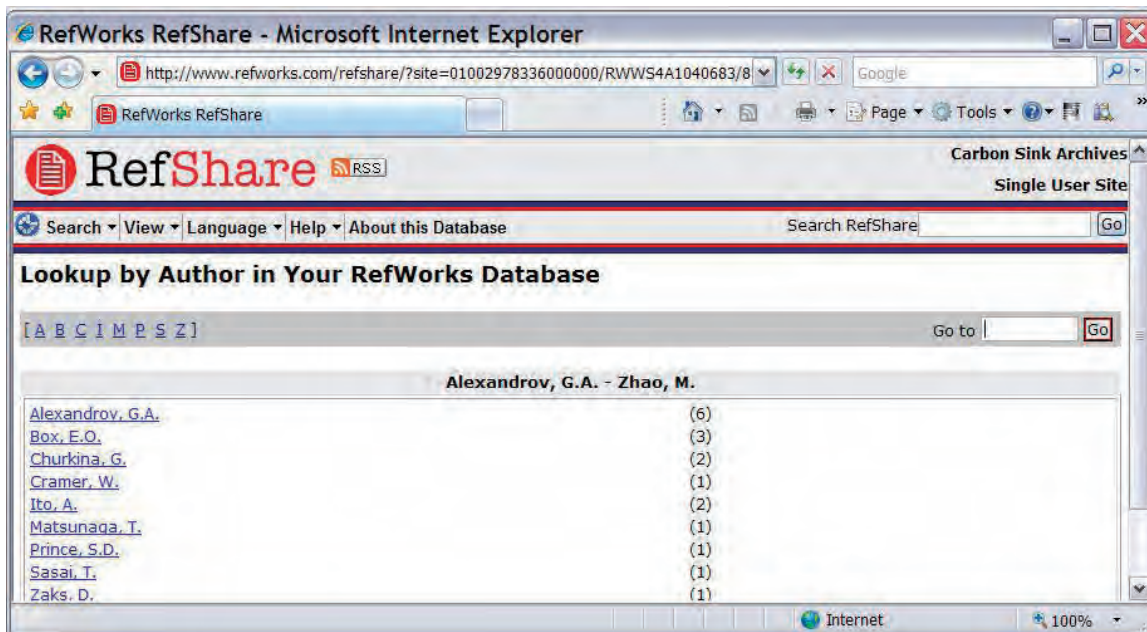 RefWorks RefShare - Microsoft Internet Explorer
http://www.refworks.com/refshare/?site=01002978336000000/RWWS4A1040683/8 Google
RefWorks RefShare Page Tools »
RefShare RSS Carbon Sink Archives
Single User Site
Search View Language Help About this Database Search RefShare Go
Lookup by Author in Your RefWorks Database
[ A B C I M P S Z ] Go to Go
Alexandrov, G.A. - Zhao, M.
Alexandrov, G.A. (6)
Box, E.O. (3)
Churkina, G. (2)
Cramer, W. (1)
Ito, A. (2)
Matsunaga, T. (1)
Prince, S.D. (1)
Sasai, T. (1)
Zaks, D. (1)
Internet 100%